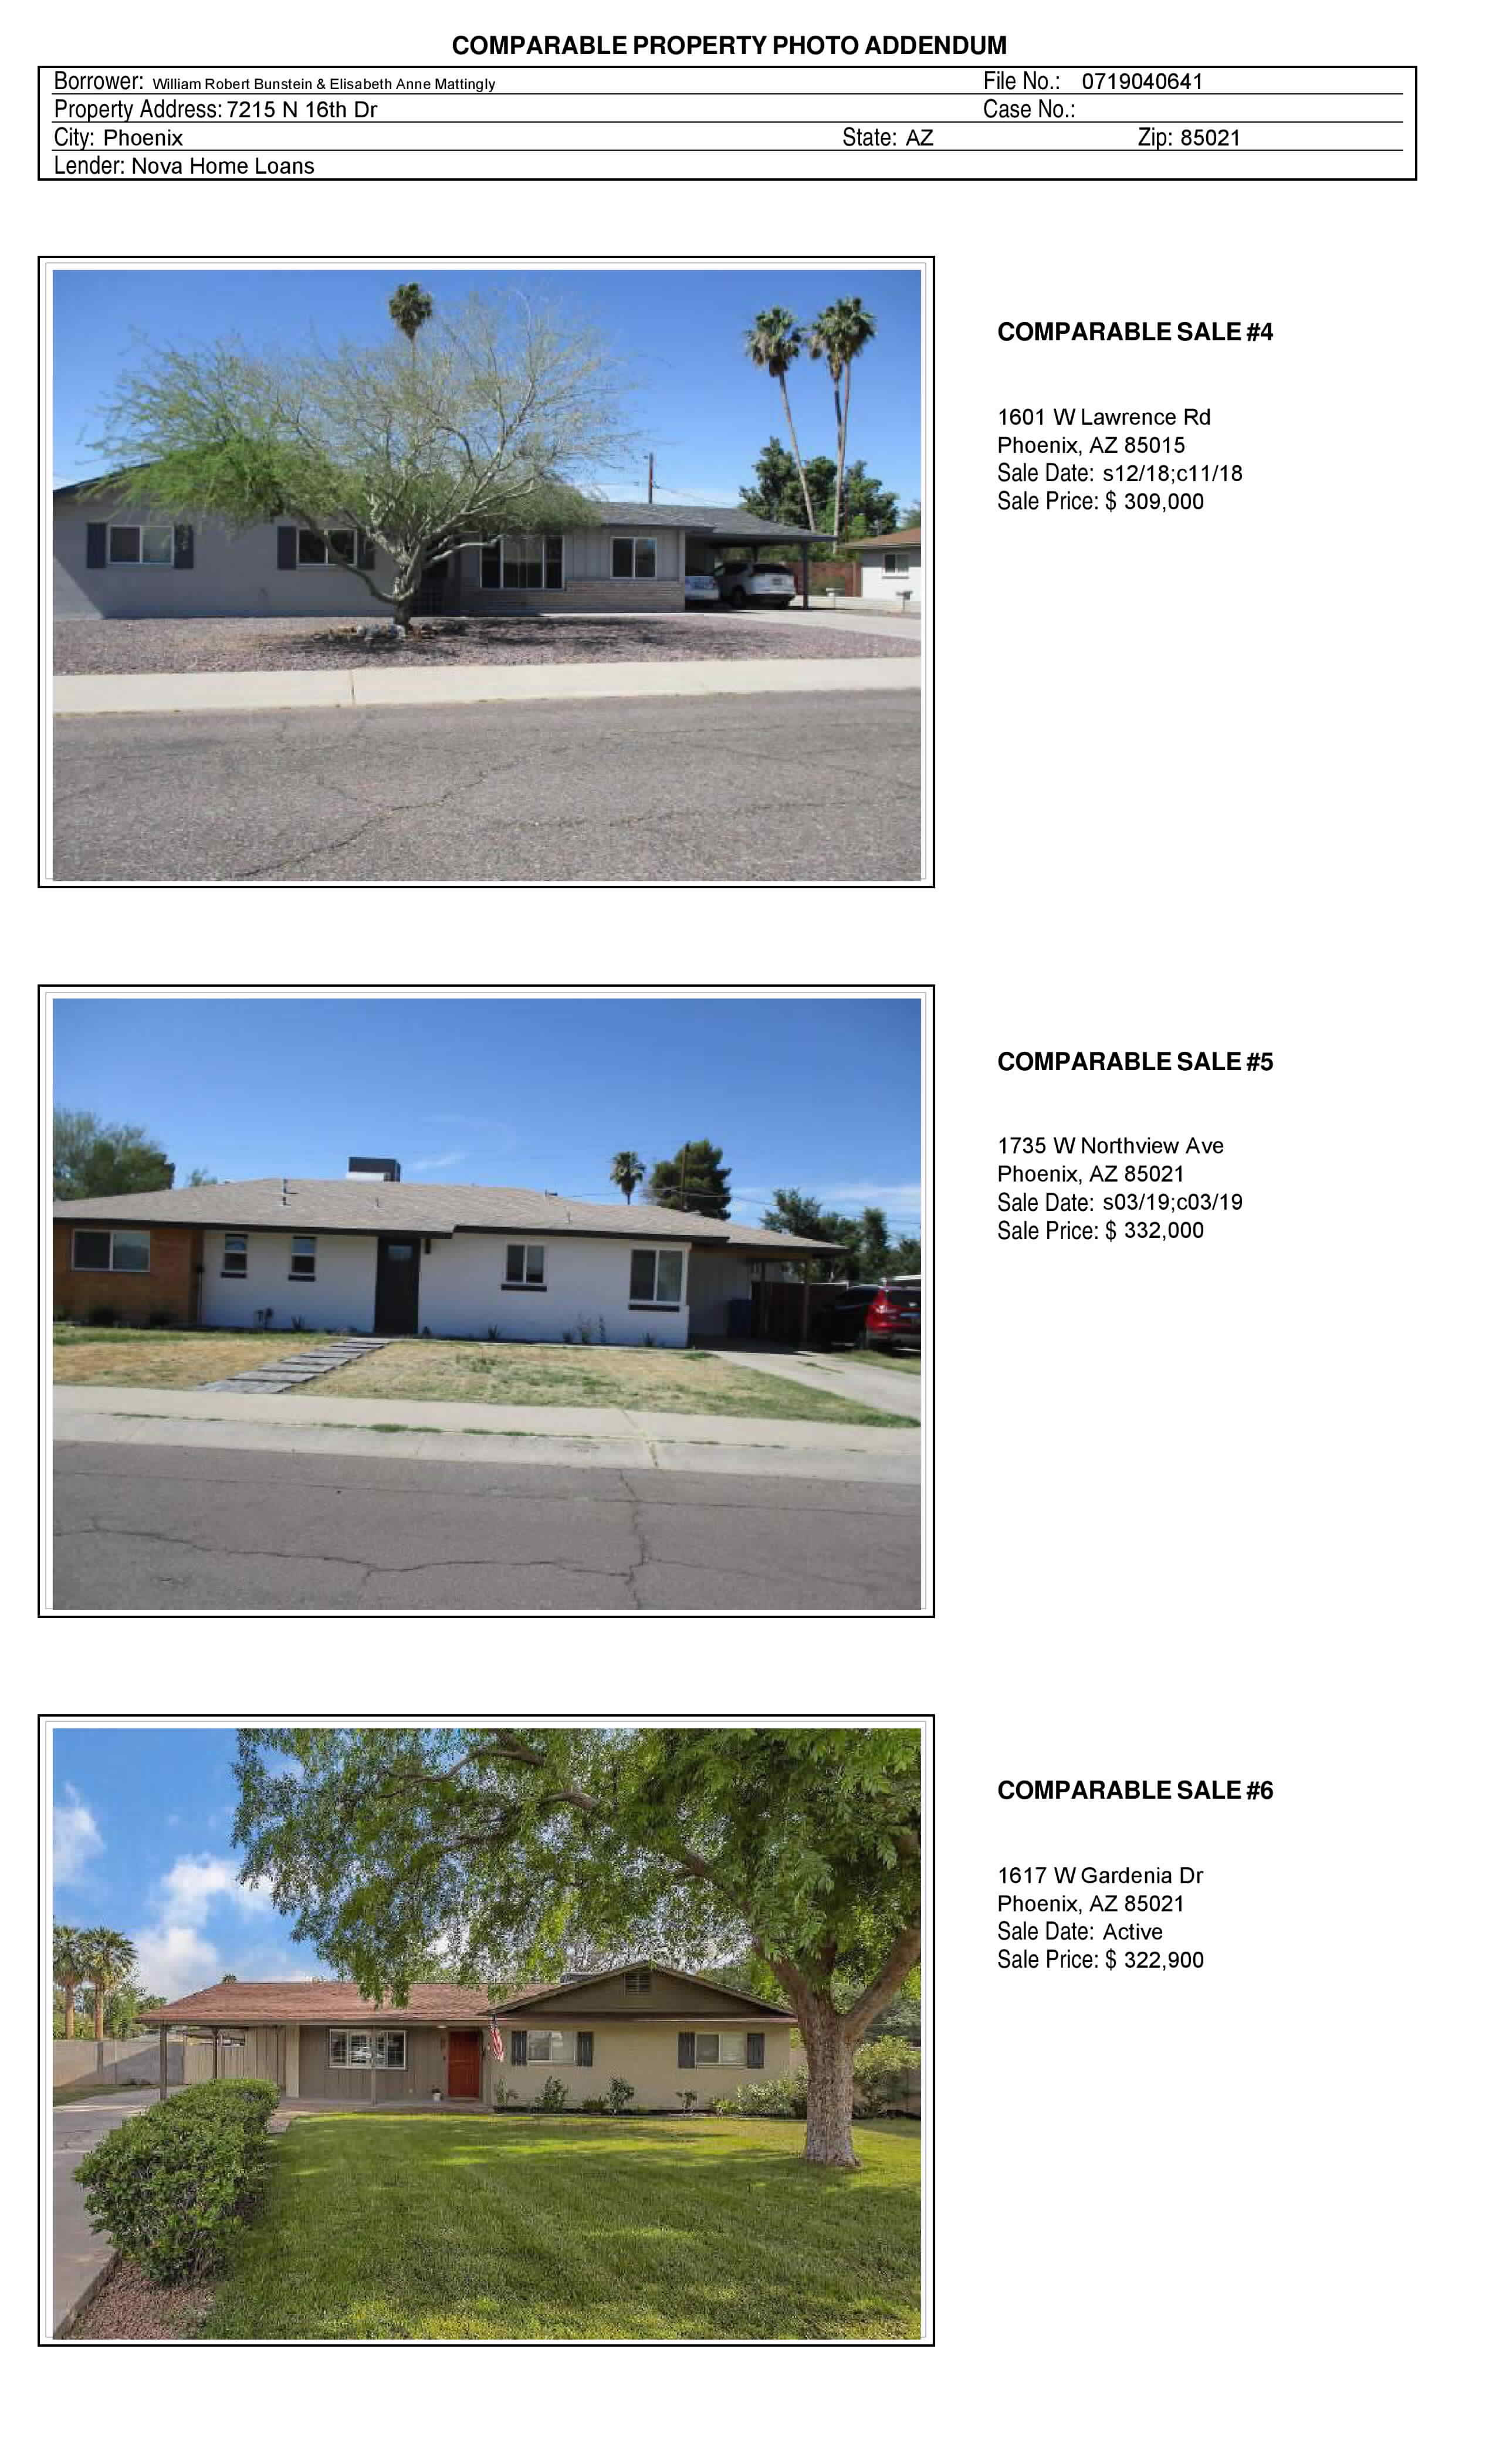 COMPARABLE PROPERTY PHOTO ADDENDUM
Borrower: William Robert Bunstein & Elisabeth Anne Mattingly File No.: 0719040641
Property Address: 7215 N 16th Dr Case No.:
City: Phoenix State: AZ Zip: 85021
Lender: Nova Home Loans
COMPARABLE SALE #4
1601 W Lawrence Rd
Phoenix, AZ 85015
Sale Date: s12/18;c11/18
Sale Price: $ 309,000
COMPARABLE SALE #5
1735 W Northview Ave
Phoenix, AZ 85021
Sale Date: s03/19;c03/19
Sale Price: $ 332,000
COMPARABLE SALE #6
1617 W Gardenia Dr
Phoenix, AZ 85021
Sale Date: Active
Sale Price: $ 322,900